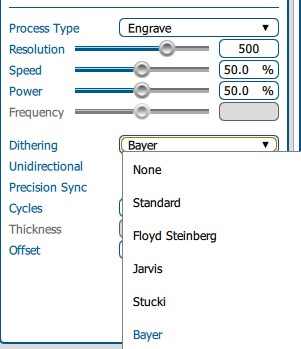 Process Type Engrave
Resolution 500
Speed 50.0 %
Power 50.0 %
Frequency
Dithering Bayer
Unidirectional
None
Precision Sync
Standard
Cycles
Floyd Steinberg
Thickness
Offset
Jarvis
Stucki
Bayer